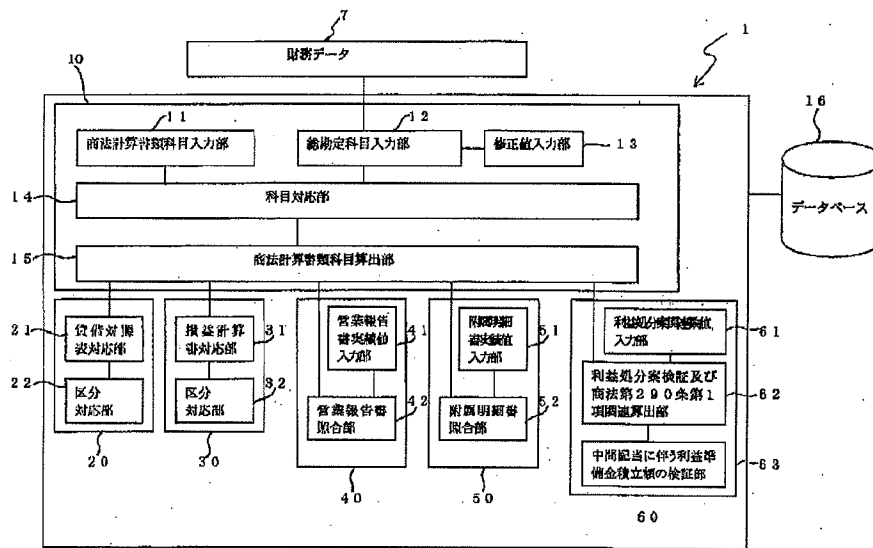 7
財務データ
1
10
11
商法計算書類科目入力部
12
総勘定科目入力部
修正値入力部
13
16
データベース
14
科目対応部
15
商法計算書類科目算出部
21
貸借対照
表対応部
22
区分
対応部
20
損益計算
書対応部
31
区分
対応部
32
30
営業報告
書実績値
入力部
41
営業報告書
照合部
42
40
附属明細
書実績値
入力部
51
附属明細書
照合部
52
50
利益処分案関連実績値
入力部
61
利益処分案検証及び
商法第290条第1
項関連算出部
62
中間配当に伴う利益準
備金積立額の検証部
63
60